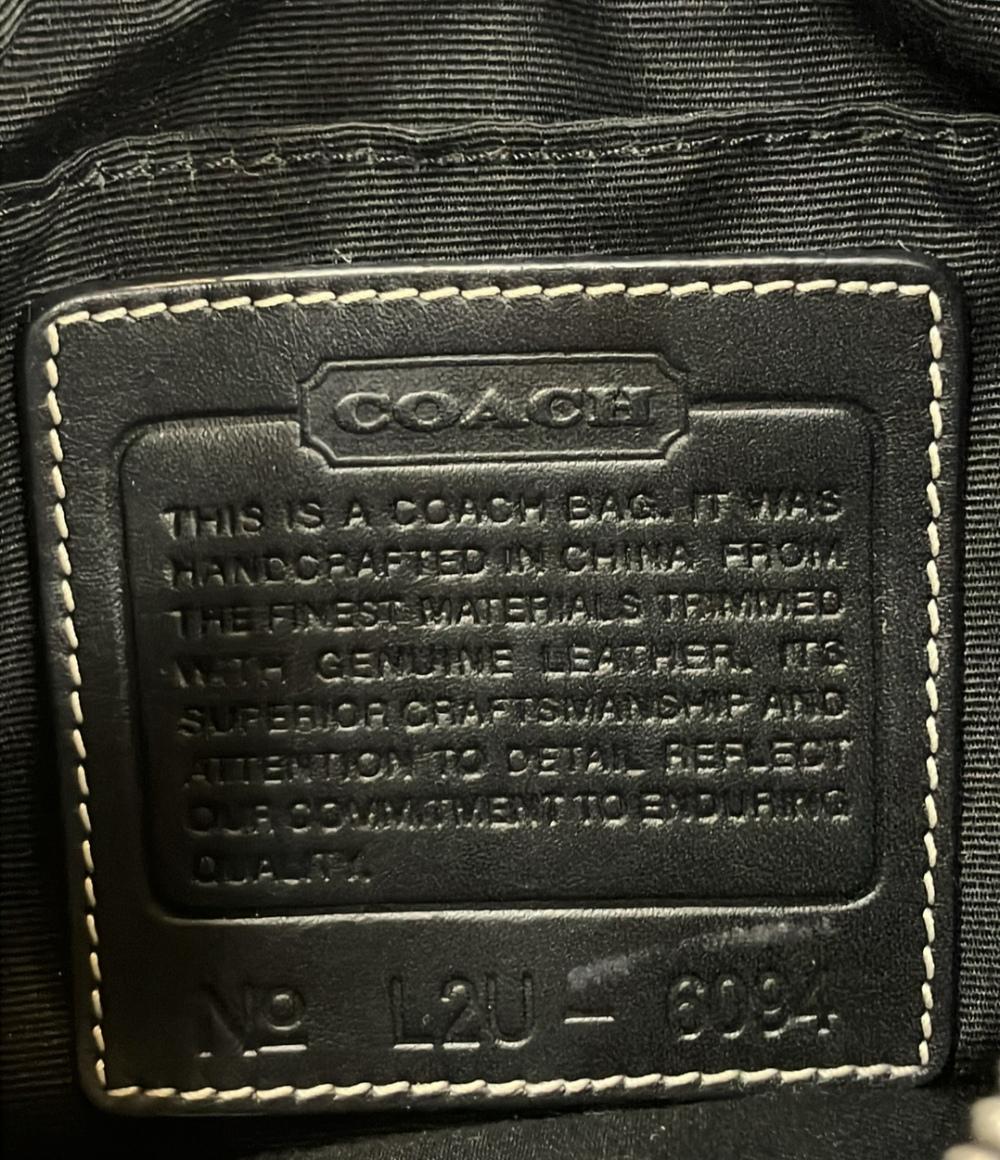 COACH
THIS IS A COACH BAG. IT WAS
HANDCRAFTED IN CHINA FROM
THE FINEST MATERIALS TRIMMED
WITH GENUINE LEATHER. ITS
SUPERIOR CRAFTSMANSHIP AND
ATTENTION TO DETAIL REFLECT
OUR COMMITMENT TO ENDURING
QUALITY.
No L2U - 6094